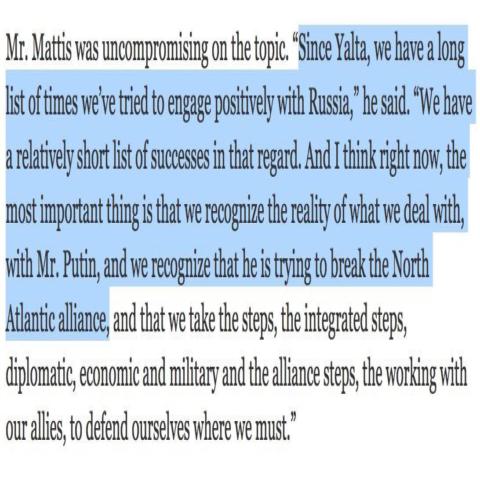 Mr. Mattis was uncompromising on the topic. “Since Yalta, we have a long
list of times we’ve tried to engage positively with Russia,” he said. “We have
a relatively short list of successes in that regard. And I think right now, the
most important thing is that we recognize the reality of what we deal with,
with Mr. Putin, and we recognize that he is trying to break the North
Atlantic alliance, and that we take the steps, the integrated steps,
diplomatic, economic and military and the alliance steps, the working with
our allies, to defend ourselves where we must.”